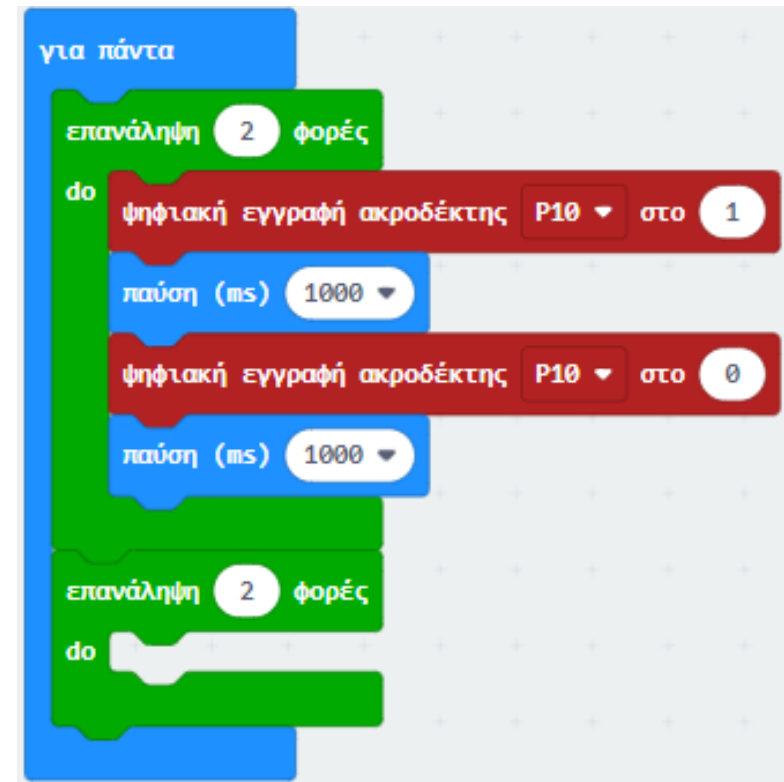 για πάντα
επανάληψη 2 φορές
do
ψηφιακή εγγραφή ακροδέκτης P10 στο 1
παύση (ms) 1000
ψηφιακή εγγραφή ακροδέκτης P10 στο 0
παύση (ms) 1000
επανάληψη 2 φορές
do